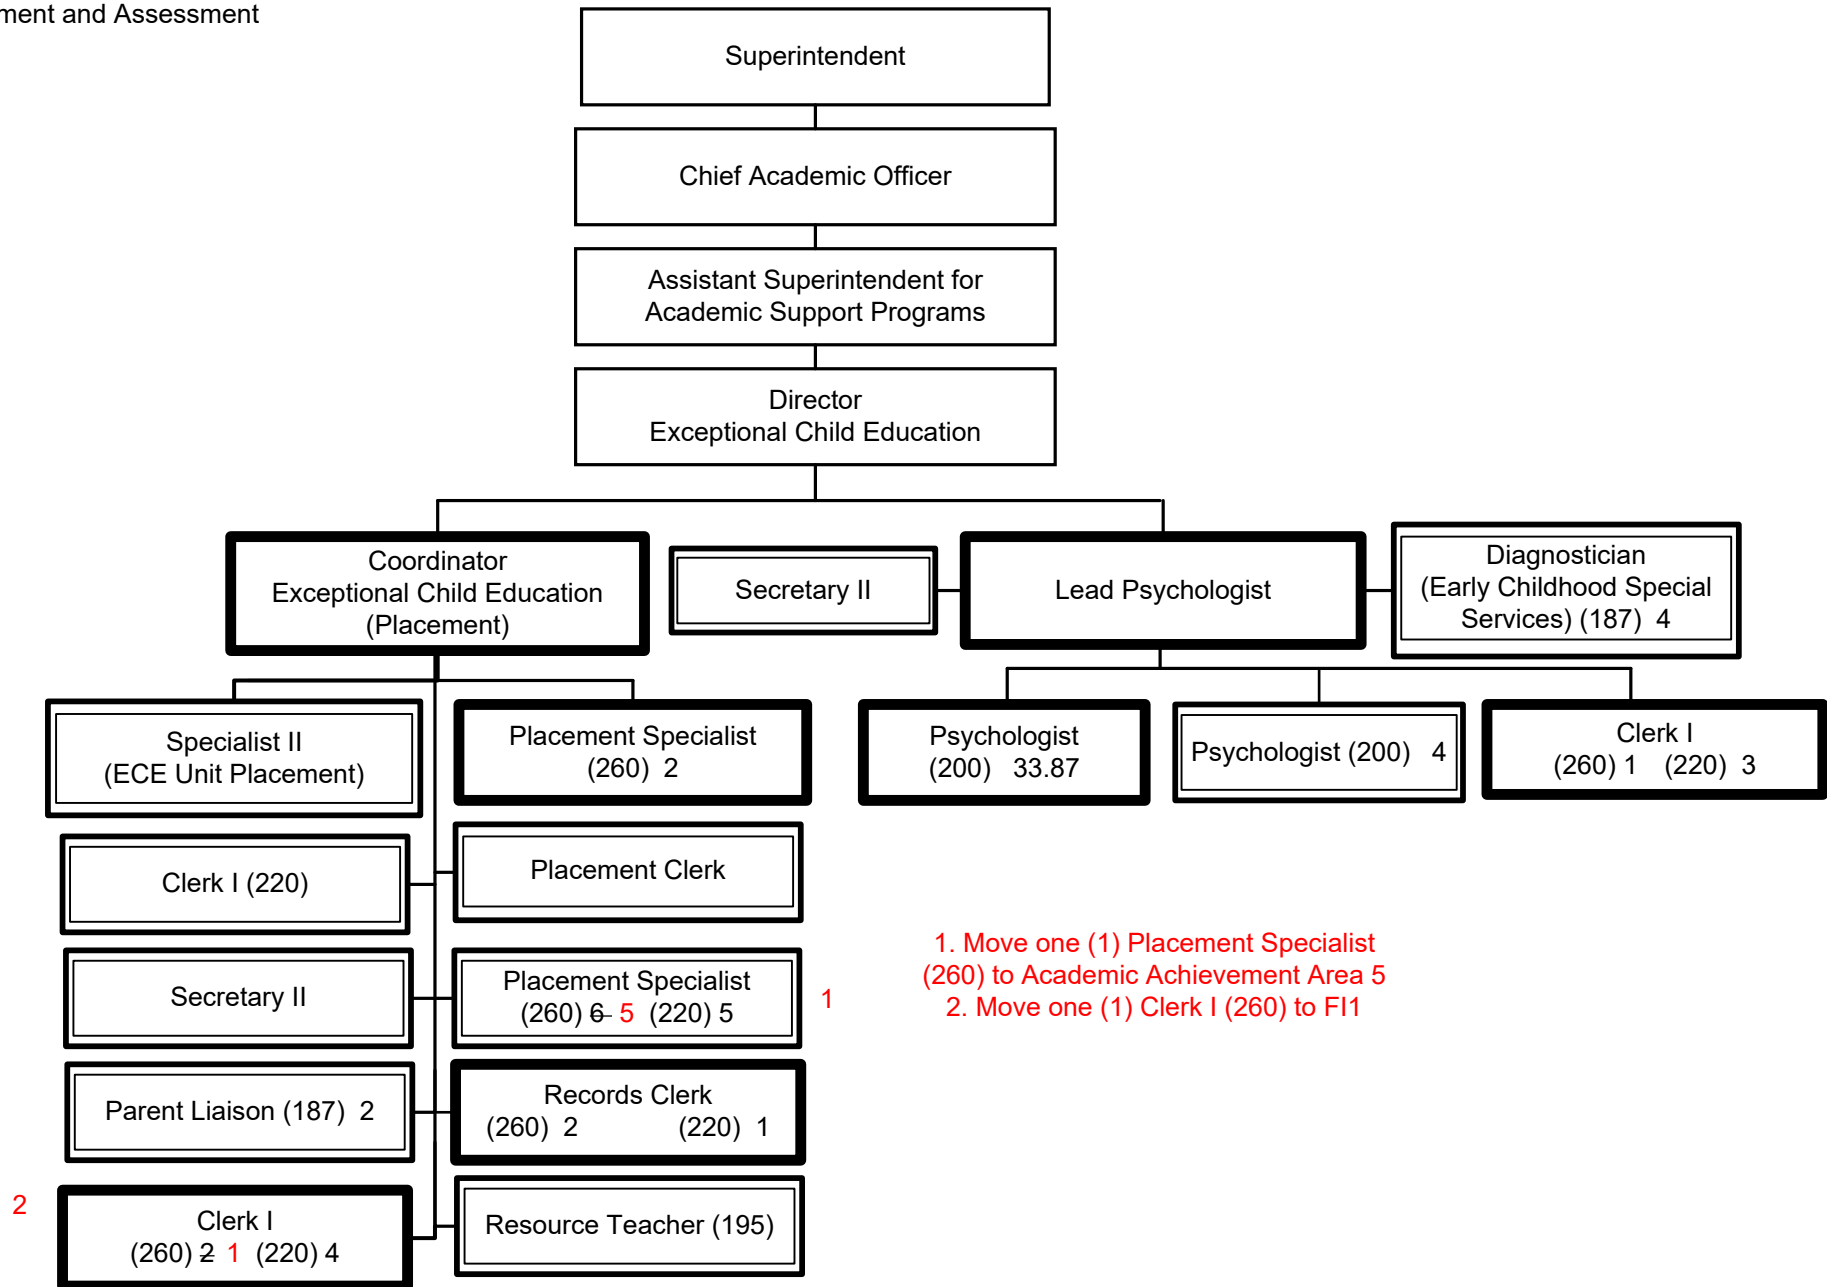 ment and Assessment
Superintendent
Chief Academic Officer
Assistant Superintendent for
Academic Support Programs
Director
Exceptional Child Education
Coordinator
Exceptional Child Education
(Placement)
Secretary II
Lead Psychologist
Diagnostician
(Early Childhood Special
Services) (187) 4
Specialist II
(ECE Unit Placement)
Placement Specialist
(260) 2
Psychologist
(200) 33.87
Psychologist (200) 4
Clerk I
(260) 1 (220) 3
Clerk I (220)
Placement Clerk
Secretary II
Placement Specialist
(260) 6 5 (220) 5
1
1. Move one (1) Placement Specialist
(260) to Academic Achievement Area 5
2. Move one (1) Clerk I (260) to FI1
Parent Liaison (187) 2
Records Clerk
(260) 2 (220) 1
2
Clerk I
(260) 2 1 (220) 4
Resource Teacher (195)